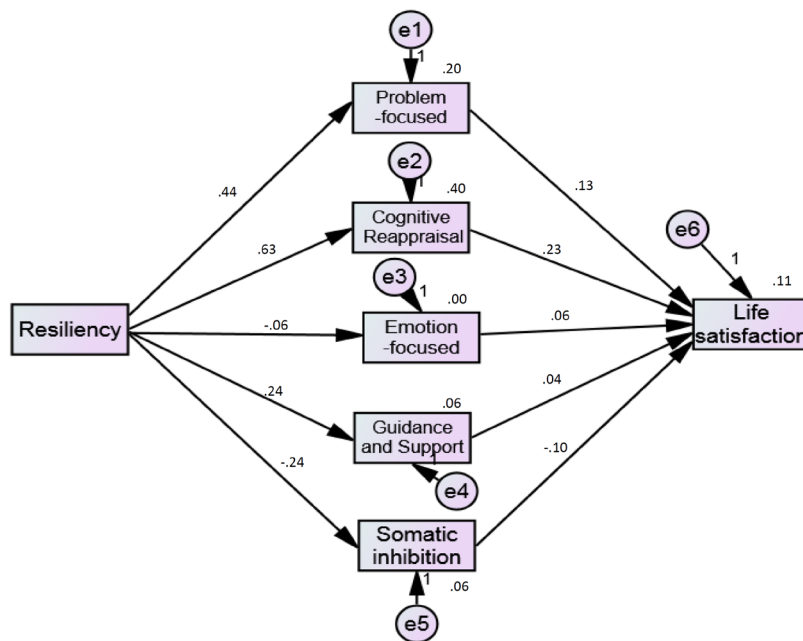 e1
1
.20
Problem
-focused
e2
1
.40
.44
.13
Cognitive
Reappraisal
e6
.63
.23
1
e3
1
.00
.11
Resiliency
-.06
Emotion
-focused
.06
Life
satisfaction
.24
.06
.04
Guidance
and Support
1
-.24
-.10
e4
Somatic
inhibition
1
.06
e5